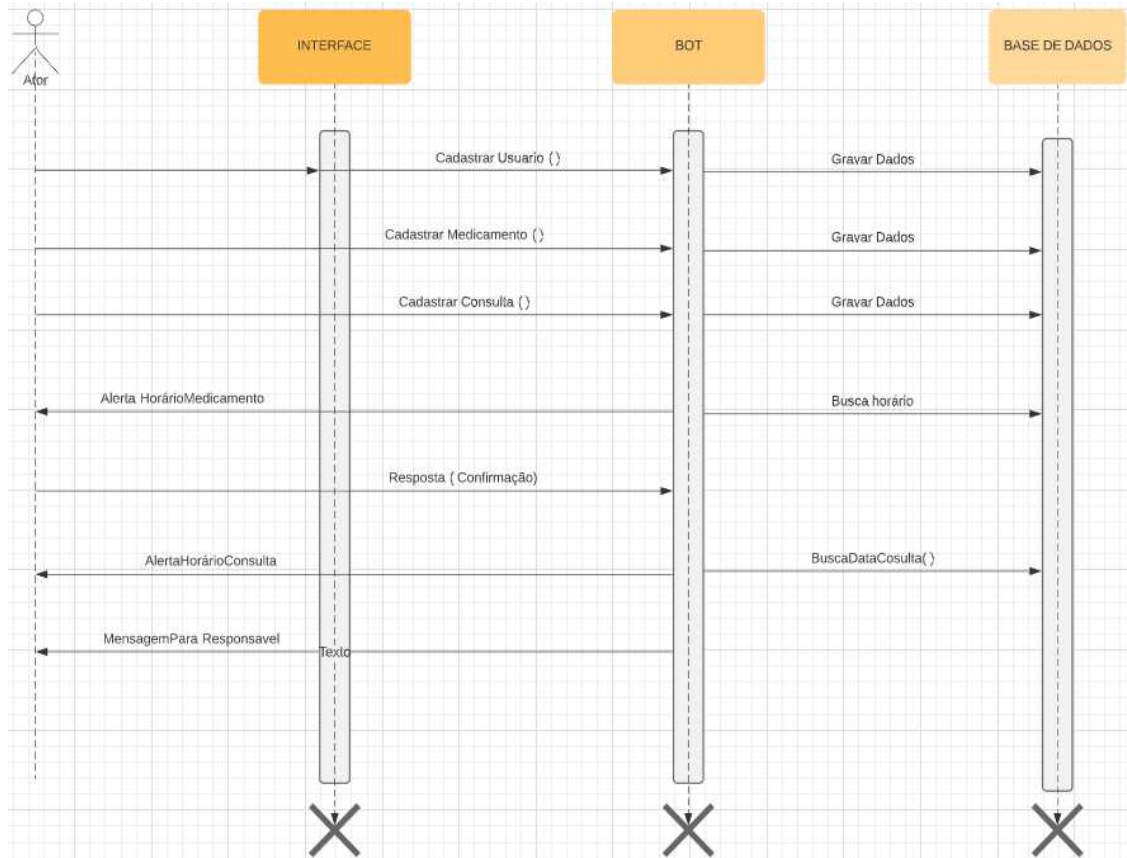 INTERFACE
BOT
BASE DE DADOS
Ator
Cadastrar Usuario ()
Gravar Dados
Cadastrar Medicamento ()
Gravar Dados
Cadastrar Consulta ()
Gravar Dados
Alerta HorárioMedicamento
Busca horário
Resposta ( Confirmação)
AlertaHorárioConsulta
BuscaDataCosulta( )
MensagemPara Responsavel
Texto